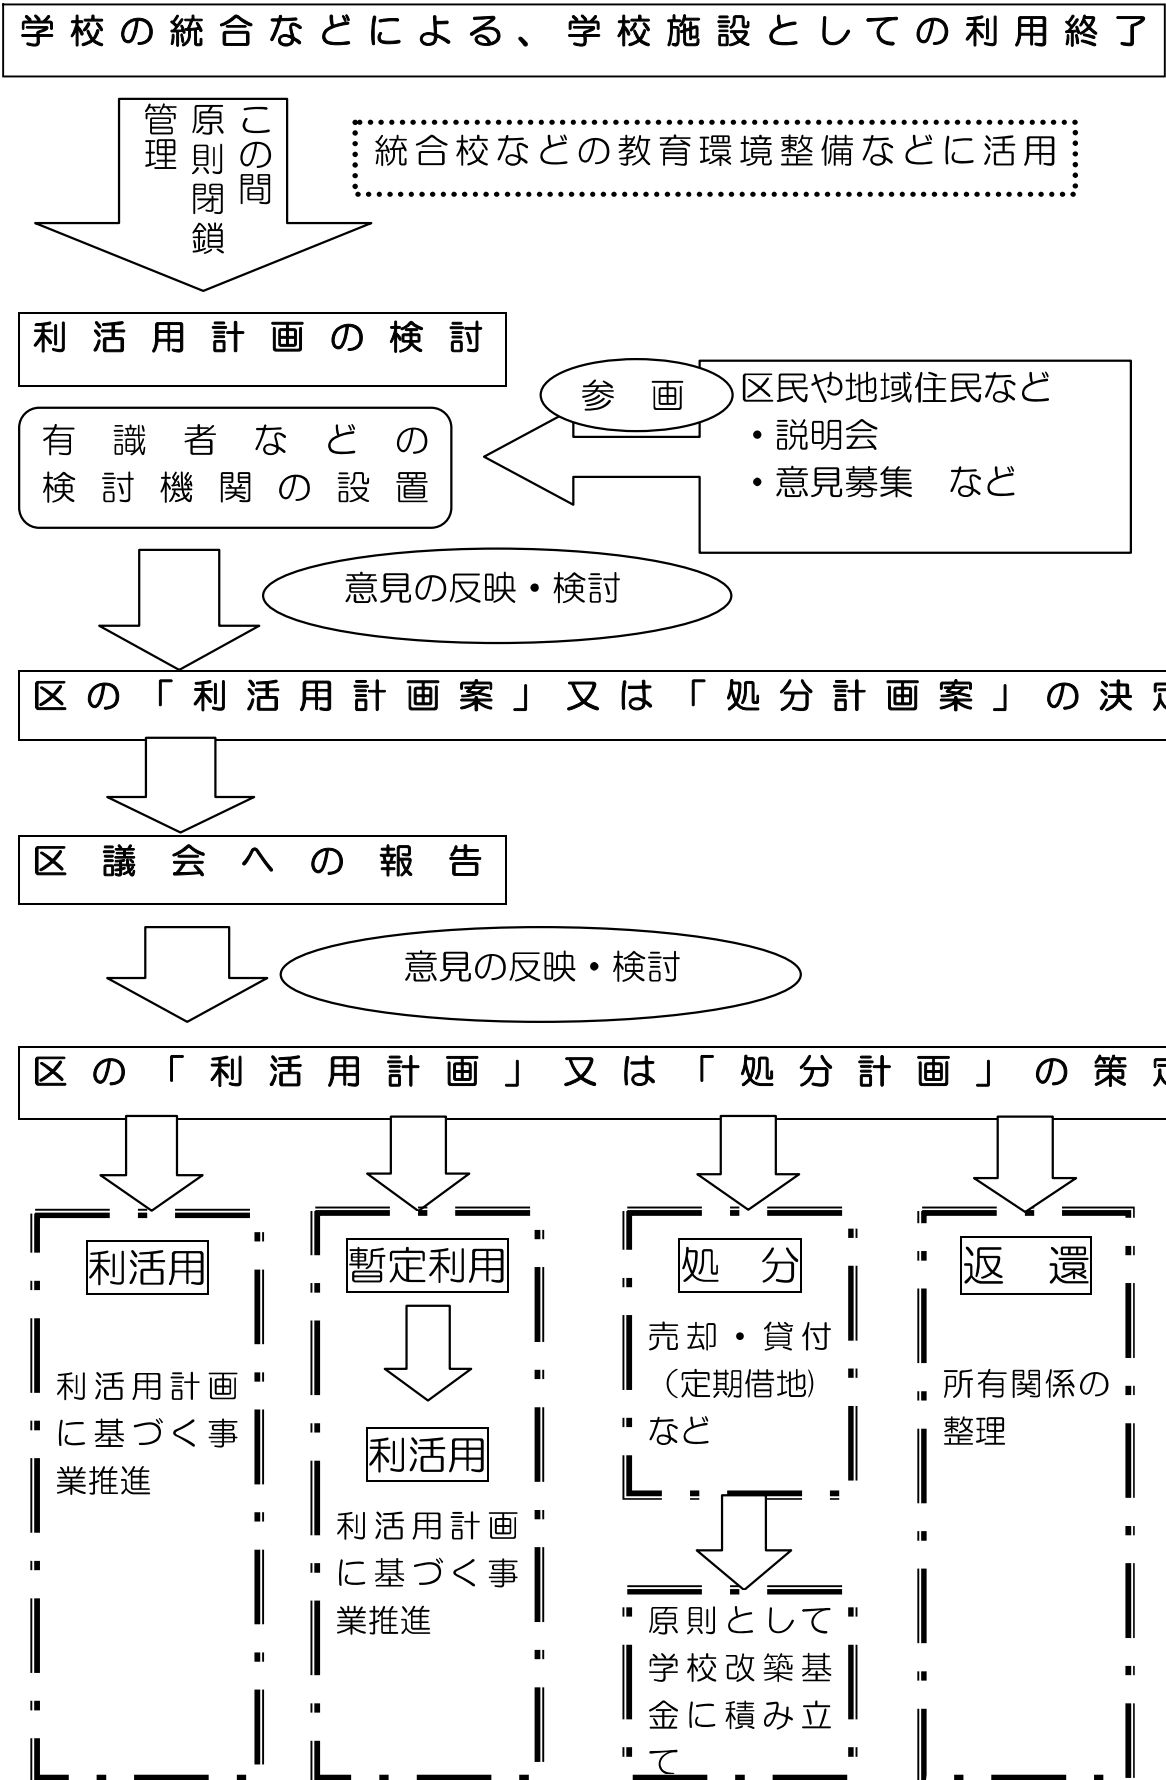 学校の統合などによる、学校施設としての利用終了
この間
原則閉鎖
管理
統合校などの教育環境整備などに活用
利活用計画の検討
参　画
区民や地域住民など
・説明会
・意見募集　など
有識者などの
検討機関の設置
意見の反映・検討
区の「利活用計画案」又は「処分計画案」の決定
区議会への報告
意見の反映・検討
区の「利活用計画」又は「処分計画」の策定
利活用
利活用計画
に基づく事
業推進
暫定利用
利活用
利活用計画
に基づく事
業推進
処　分
売却・貸付
（定期借地)
など
原則として
学校改築基
金に積み立
て
返　還
所有関係の
整理